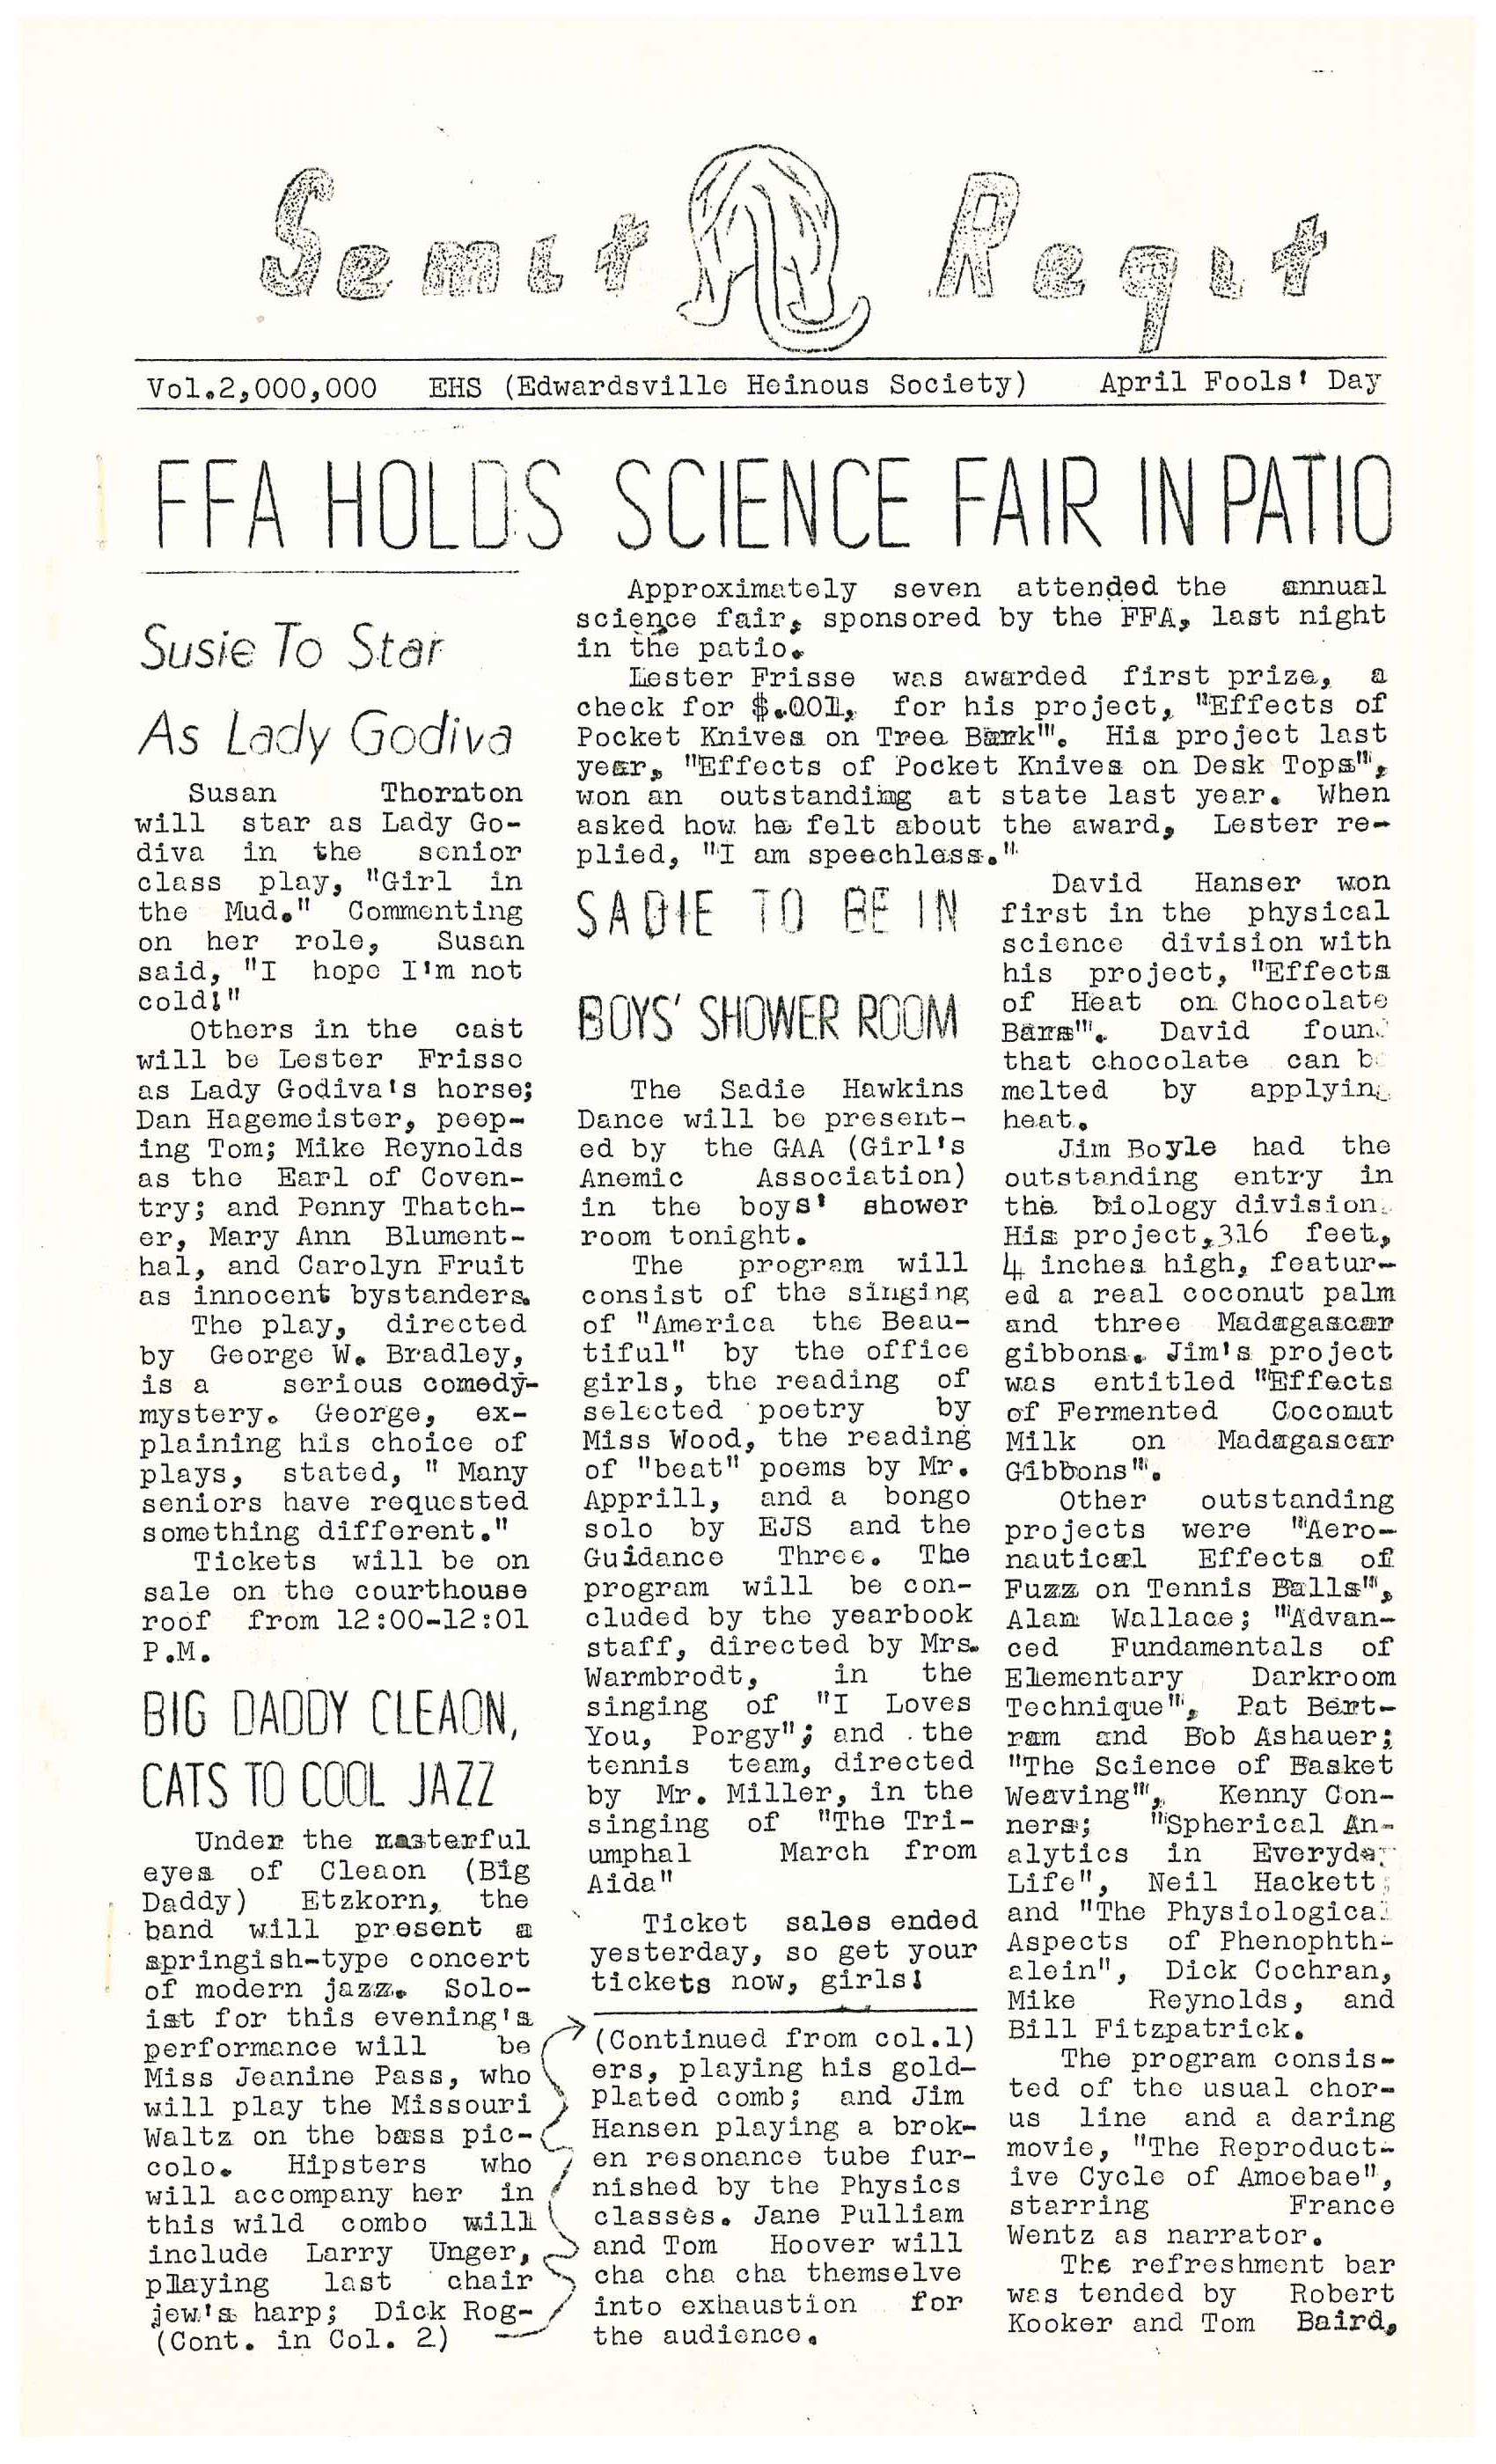 Semit Reqit
Vol.2,000,000 EHS (Edwardsville Heinous Society) April Fools' Day
FFA HOLDS SCIENCE FAIR IN PATIO
Susie To Star
As Lady Godiva
Susan Thornton
will star as Lady Go-
diva in the senior
class play, "Girl in
the Mud." Commenting
on her role, Susan
said, "I hope I'm not
cold!"
Others in the cast
will be Lester Frisse
as Lady Godiva's horse;
Dan Hagemeister, peep-
ing Tom; Mike Reynolds
as the Earl of Coven-
try; and Penny Thatch-
er, Mary Ann Blument-
hal, and Carolyn Fruit
as innocent bystanders.
The play, directed
by George W. Bradley,
is a serious comedy-
mystery. George, ex-
plaining his choice of
plays, stated, " Many
seniors have requested
something different."
Tickets will be on
sale on the courthouse
roof from 12:00-12:01
P.M.
BIG DADDY CLEAON,
CATS TO COOL JAZZ
Under the masterful
eyes of Cleaon (Big
Daddy) Etzkorn, the
band will present a
springish-type concert
of modern jazz. Solo-
ist for this evening's
performance will be
Miss Jeanine Pass, who
will play the Missouri
Waltz on the bass pic-
colo. Hipsters who
will accompany her in
this wild combo will
include Larry Unger,
playing last chair
jew's harp; Dick Rog-
(Cont. in Col. 2)
Approximately seven attended the annual
science fair, sponsored by the FFA, last night
in the patio.
Lester Frisse was awarded first prize, a
check for $.001, for his project, "Effects of
Pocket Knives on Tree Bark". His project last
year, "Effects of Pocket Knives on Desk Tops",
won an outstanding at state last year. When
asked how he felt about the award, Lester re-
plied, "I am speechless."
SADIE TO BE IN
BOYS' SHOWER ROOM
The Sadie Hawkins
Dance will be present-
ed by the GAA (Girl's
Anemic Association)
in the boys' shower
room tonight.
The program will
consist of the singing
of "America the Beau-
tiful" by the office
girls, the reading of
selected poetry by
Miss Wood, the reading
of "beat" poems by Mr.
Apprill, and a bongo
solo by EJS and the
Guidance Three. The
program will be con-
cluded by the yearbook
staff, directed by Mrs.
Warmbrodt, in the
singing of "I Loves
You, Porgy"; and the
tennis team, directed
by Mr. Miller, in the
singing of "The Tri-
umphal March from
Aida"
Ticket sales ended
yesterday, so get your
tickets now, girls!
(Continued from col.1)
ers, playing his gold-
plated comb; and Jim
Hansen playing a brok-
en resonance tube fur-
nished by the Physics
classes. Jane Pulliam
and Tom Hoover will
cha cha cha themselve
into exhaustion for
the audience.
David Hanser won
first in the physical
science division with
his project, "Effects
of Heat on Chocolate
Bars". David found
that chocolate can be
melted by applying
heat.
Jim Boyle had the
outstanding entry in
the biology division.
His project,316 feet,
4 inches high, featur-
ed a real coconut palm
and three Madagascar
gibbons. Jim's project
was entitled "Effects
of Fermented Coconut
Milk on Madagascar
Gibbons".
Other outstanding
projects were "Aero-
nautical Effects of
Fuzz on Tennis Balls",
Alan Wallace; "Advan-
ced Fundamentals of
Elementary Darkroom
Technique", Pat Bert-
ram and Bob Ashauer;
"The Science of Basket
Weaving", Kenny Con-
ners; "Spherical An-
alytics in Everyday
Life", Neil Hackett;
and "The Physiological
Aspects of Phenophth-
alein", Dick Cochran,
Mike Reynolds, and
Bill Fitzpatrick.
The program consis-
ted of the usual chor-
us line and a daring
movie, "The Reproduct-
ive Cycle of Amoebae",
starring France
Wentz as narrator.
The refreshment bar
was tended by Robert
Kooker and Tom Baird,